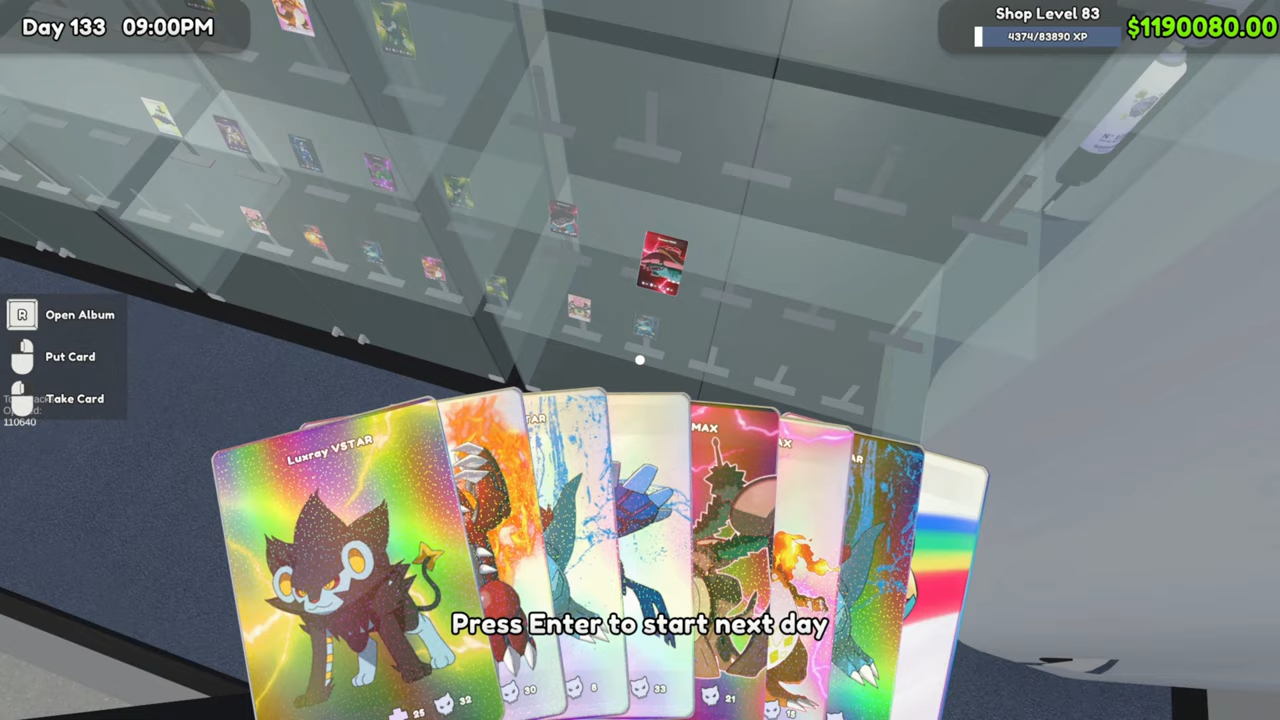 Day 133 09:00PM
Shop Level 83
4374/83890 XP
$1190080.00
R Open Album
Put Card
Take Card
110640
Luxray VSTAR
TAR
MAX
AX
AR
Press Enter to start next day
25 32
30
8
33
21
15